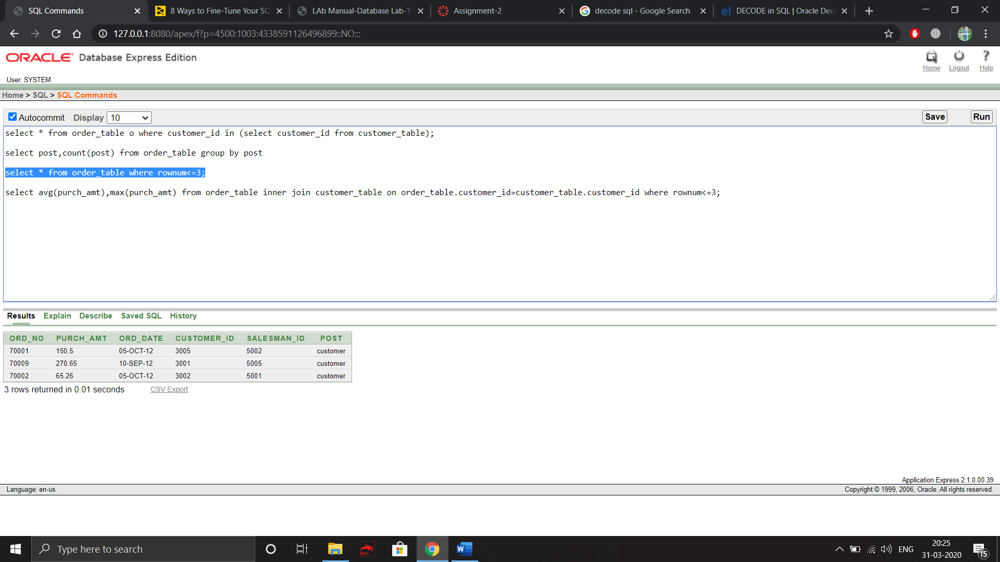 SQL Commands
8 Ways to Fine-Tune Your SQ
LAb Manual-Database Lab-1
Assignment-2
decode sql - Google Search
e! DECODE in SQL | Oracle Dec
127.0.0.1:8080/apex/f?p=4500:1003:4338591126496899::NO:::
ORACLE Database Express Edition
Home Logout Help
User: SYSTEM
Home > SQL > SQL Commands
Autocommit Display 10 Save Run
select * from order_table o where customer_id in (select customer_id from customer_table);
select post,count(post) from order_table group by post
select * from order_table where rownum<=3;
select avg(purch_amt),max(purch_amt) from order_table inner join customer_table on order_table.customer_id=customer_table.customer_id where rownum<=3;
Results Explain Describe Saved SQL History
ORD_NO PURCH_AMT ORD_DATE CUSTOMER_ID SALESMAN_ID POST
70001 150.5 05-OCT-12 3005 5002 customer
70009 270.65 10-SEP-12 3001 5005 customer
70002 65.26 05-OCT-12 3002 5001 customer
3 rows returned in 0.01 seconds CSV Export
Application Express 2.1.0.00.39
Language: en-us Copyright © 1999, 2006, Oracle. All rights reserved.
Type here to search
W
ENG
20:25
31-03-2020
15